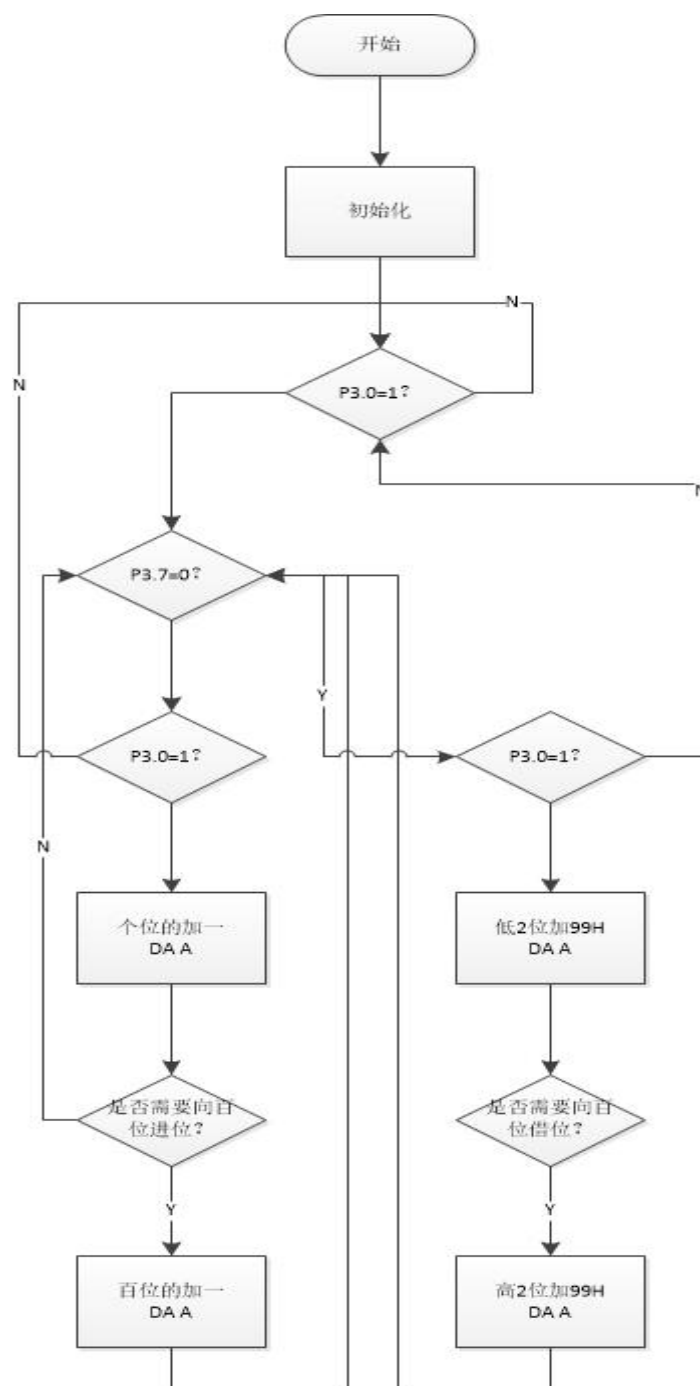 开始
初始化
N
N
P3.0=1?
N
P3.7=0?
Y
P3.0=1?
P3.0=1?
N
个位的加一
DA A
低2位加99H
DA A
是否需要向百
位进位?
是否需要向百
位借位?
Y
Y
百位的加一
DA A
高2位加99H
DA A